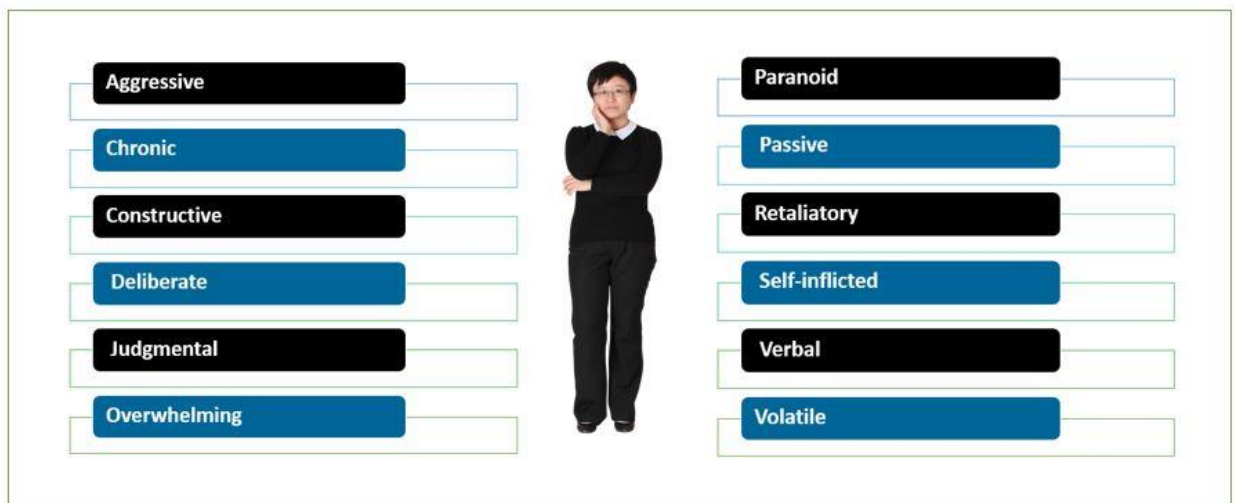 Aggressive
Chronic
Constructive
Deliberate
Judgmental
Overwhelming
Paranoid
Passive
Retaliatory
Self-inflicted
Verbal
Volatile